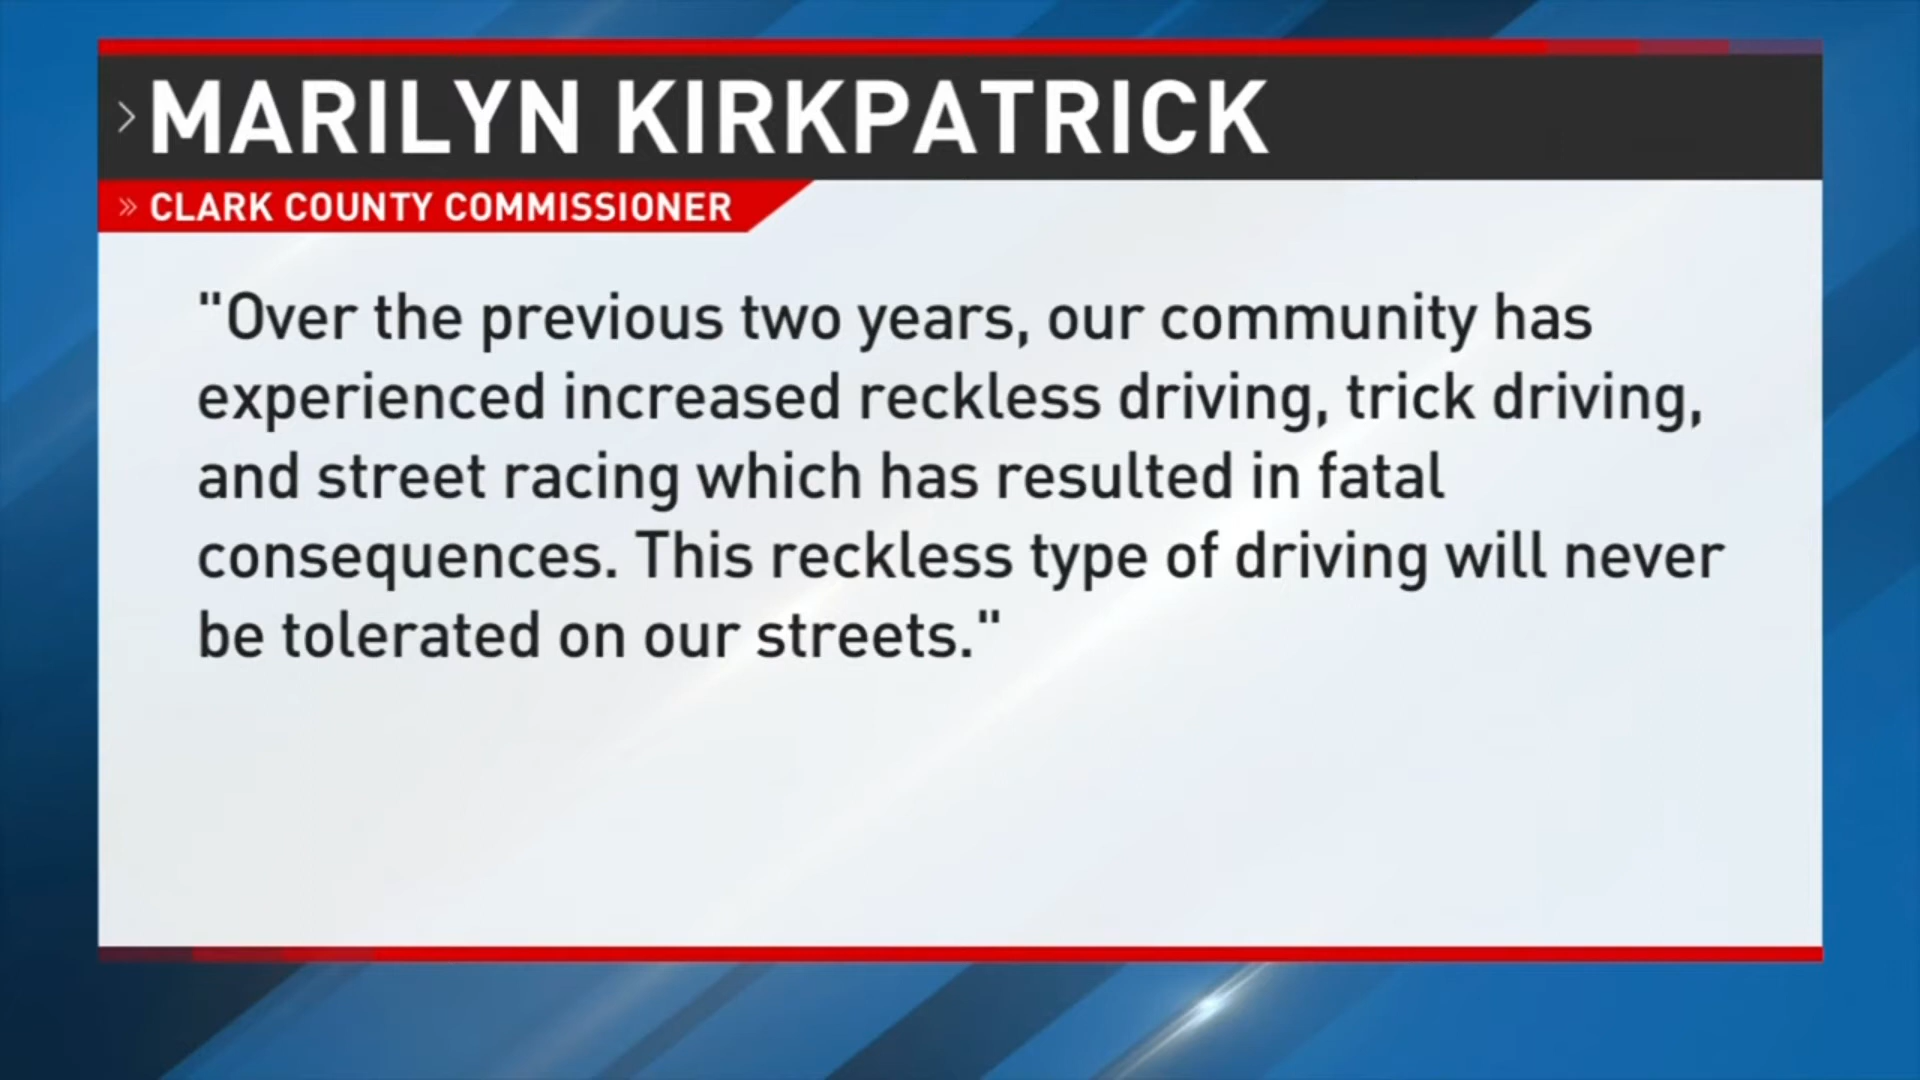 MARILYN KIRKPATRICK
CLARK COUNTY COMMISSIONER
"Over the previous two years, our community has
experienced increased reckless driving, trick driving,
and street racing which has resulted in fatal
consequences. This reckless type of driving will never
be tolerated on our streets."